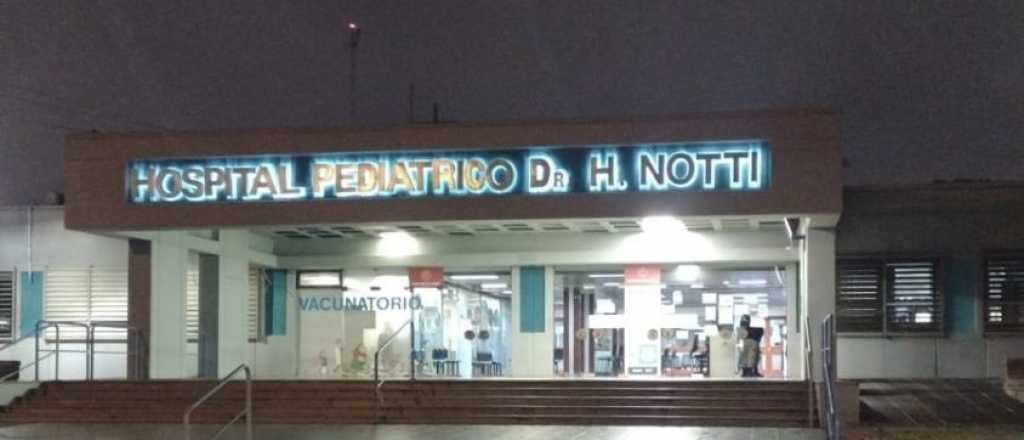 HOSPITAL PEDIATRICO DR H. NOTTI
VACUNATORIO